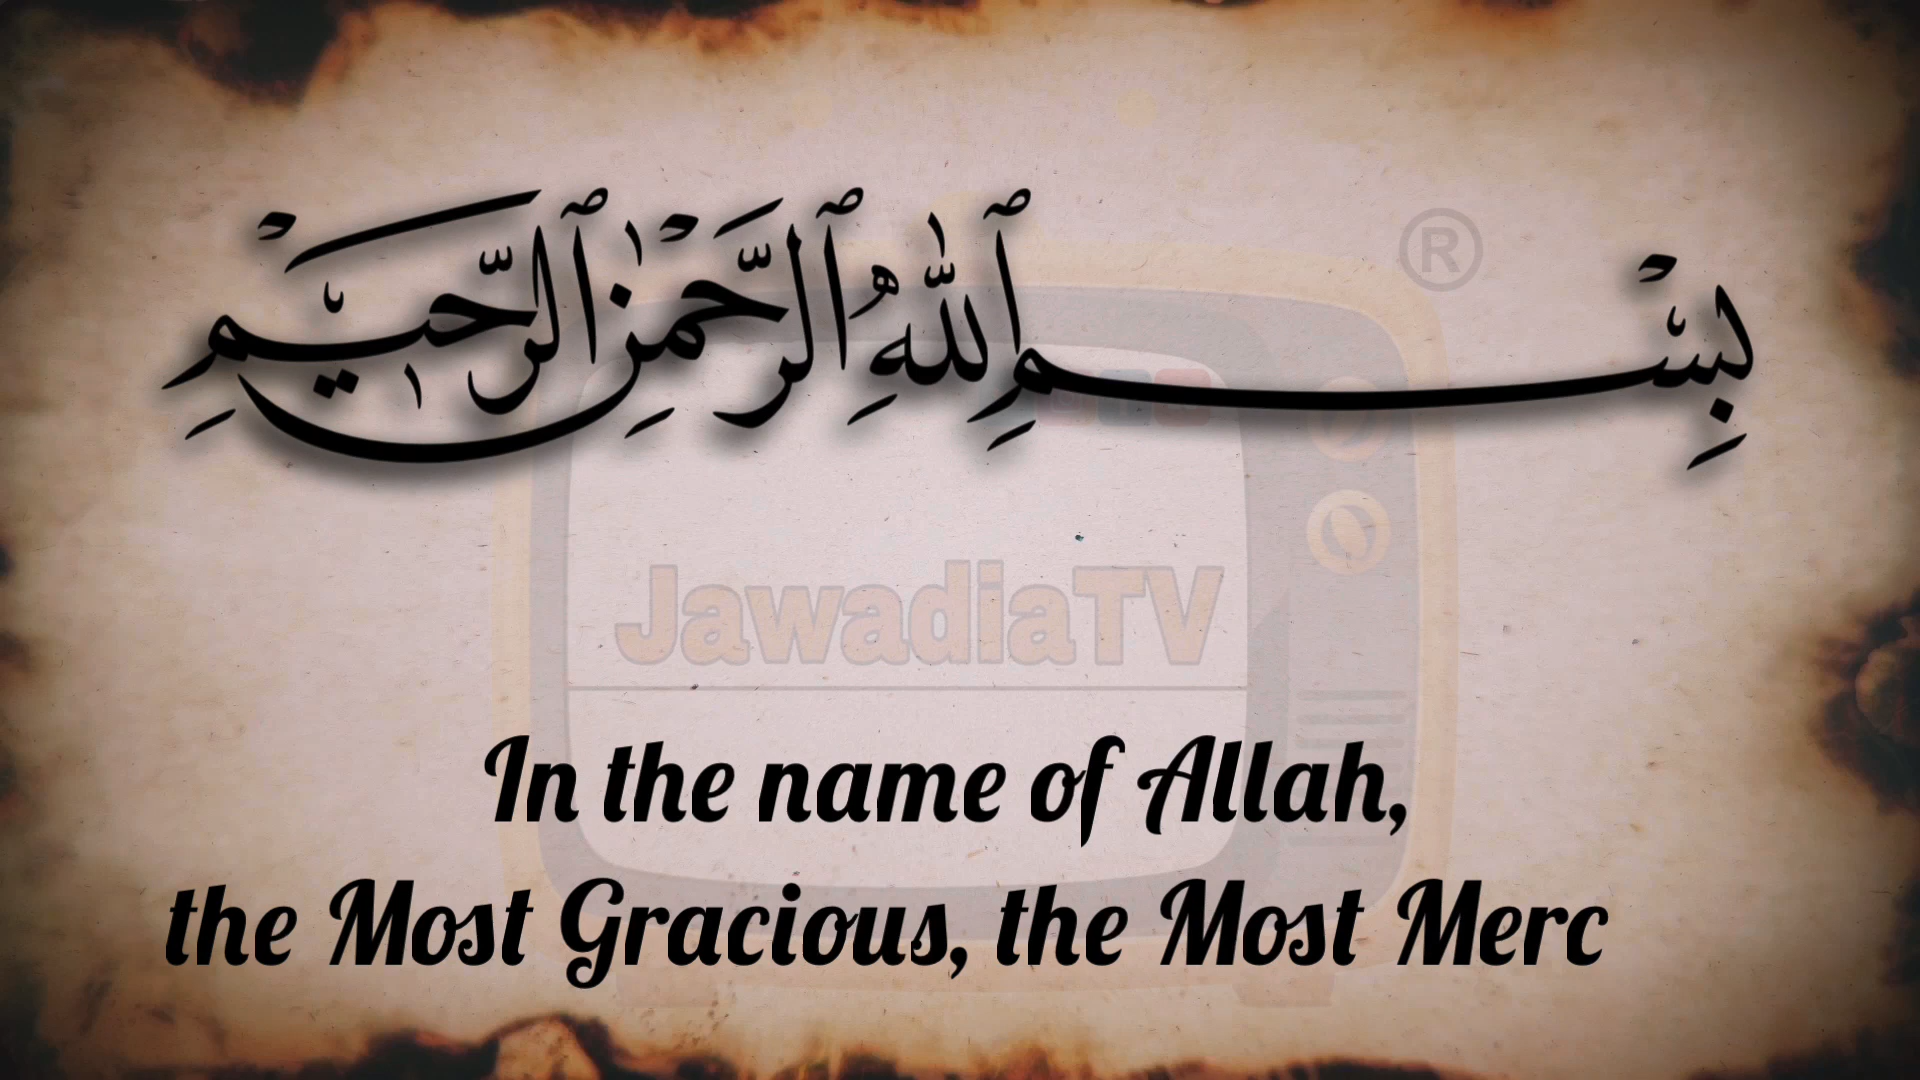 بِسْمِ ٱللَّهِ ٱلرَّحْمَٰنِ ٱلرَّحِيمِ
®
JawadiaTV
In the name of Allah,
the Most Gracious, the Most Merc